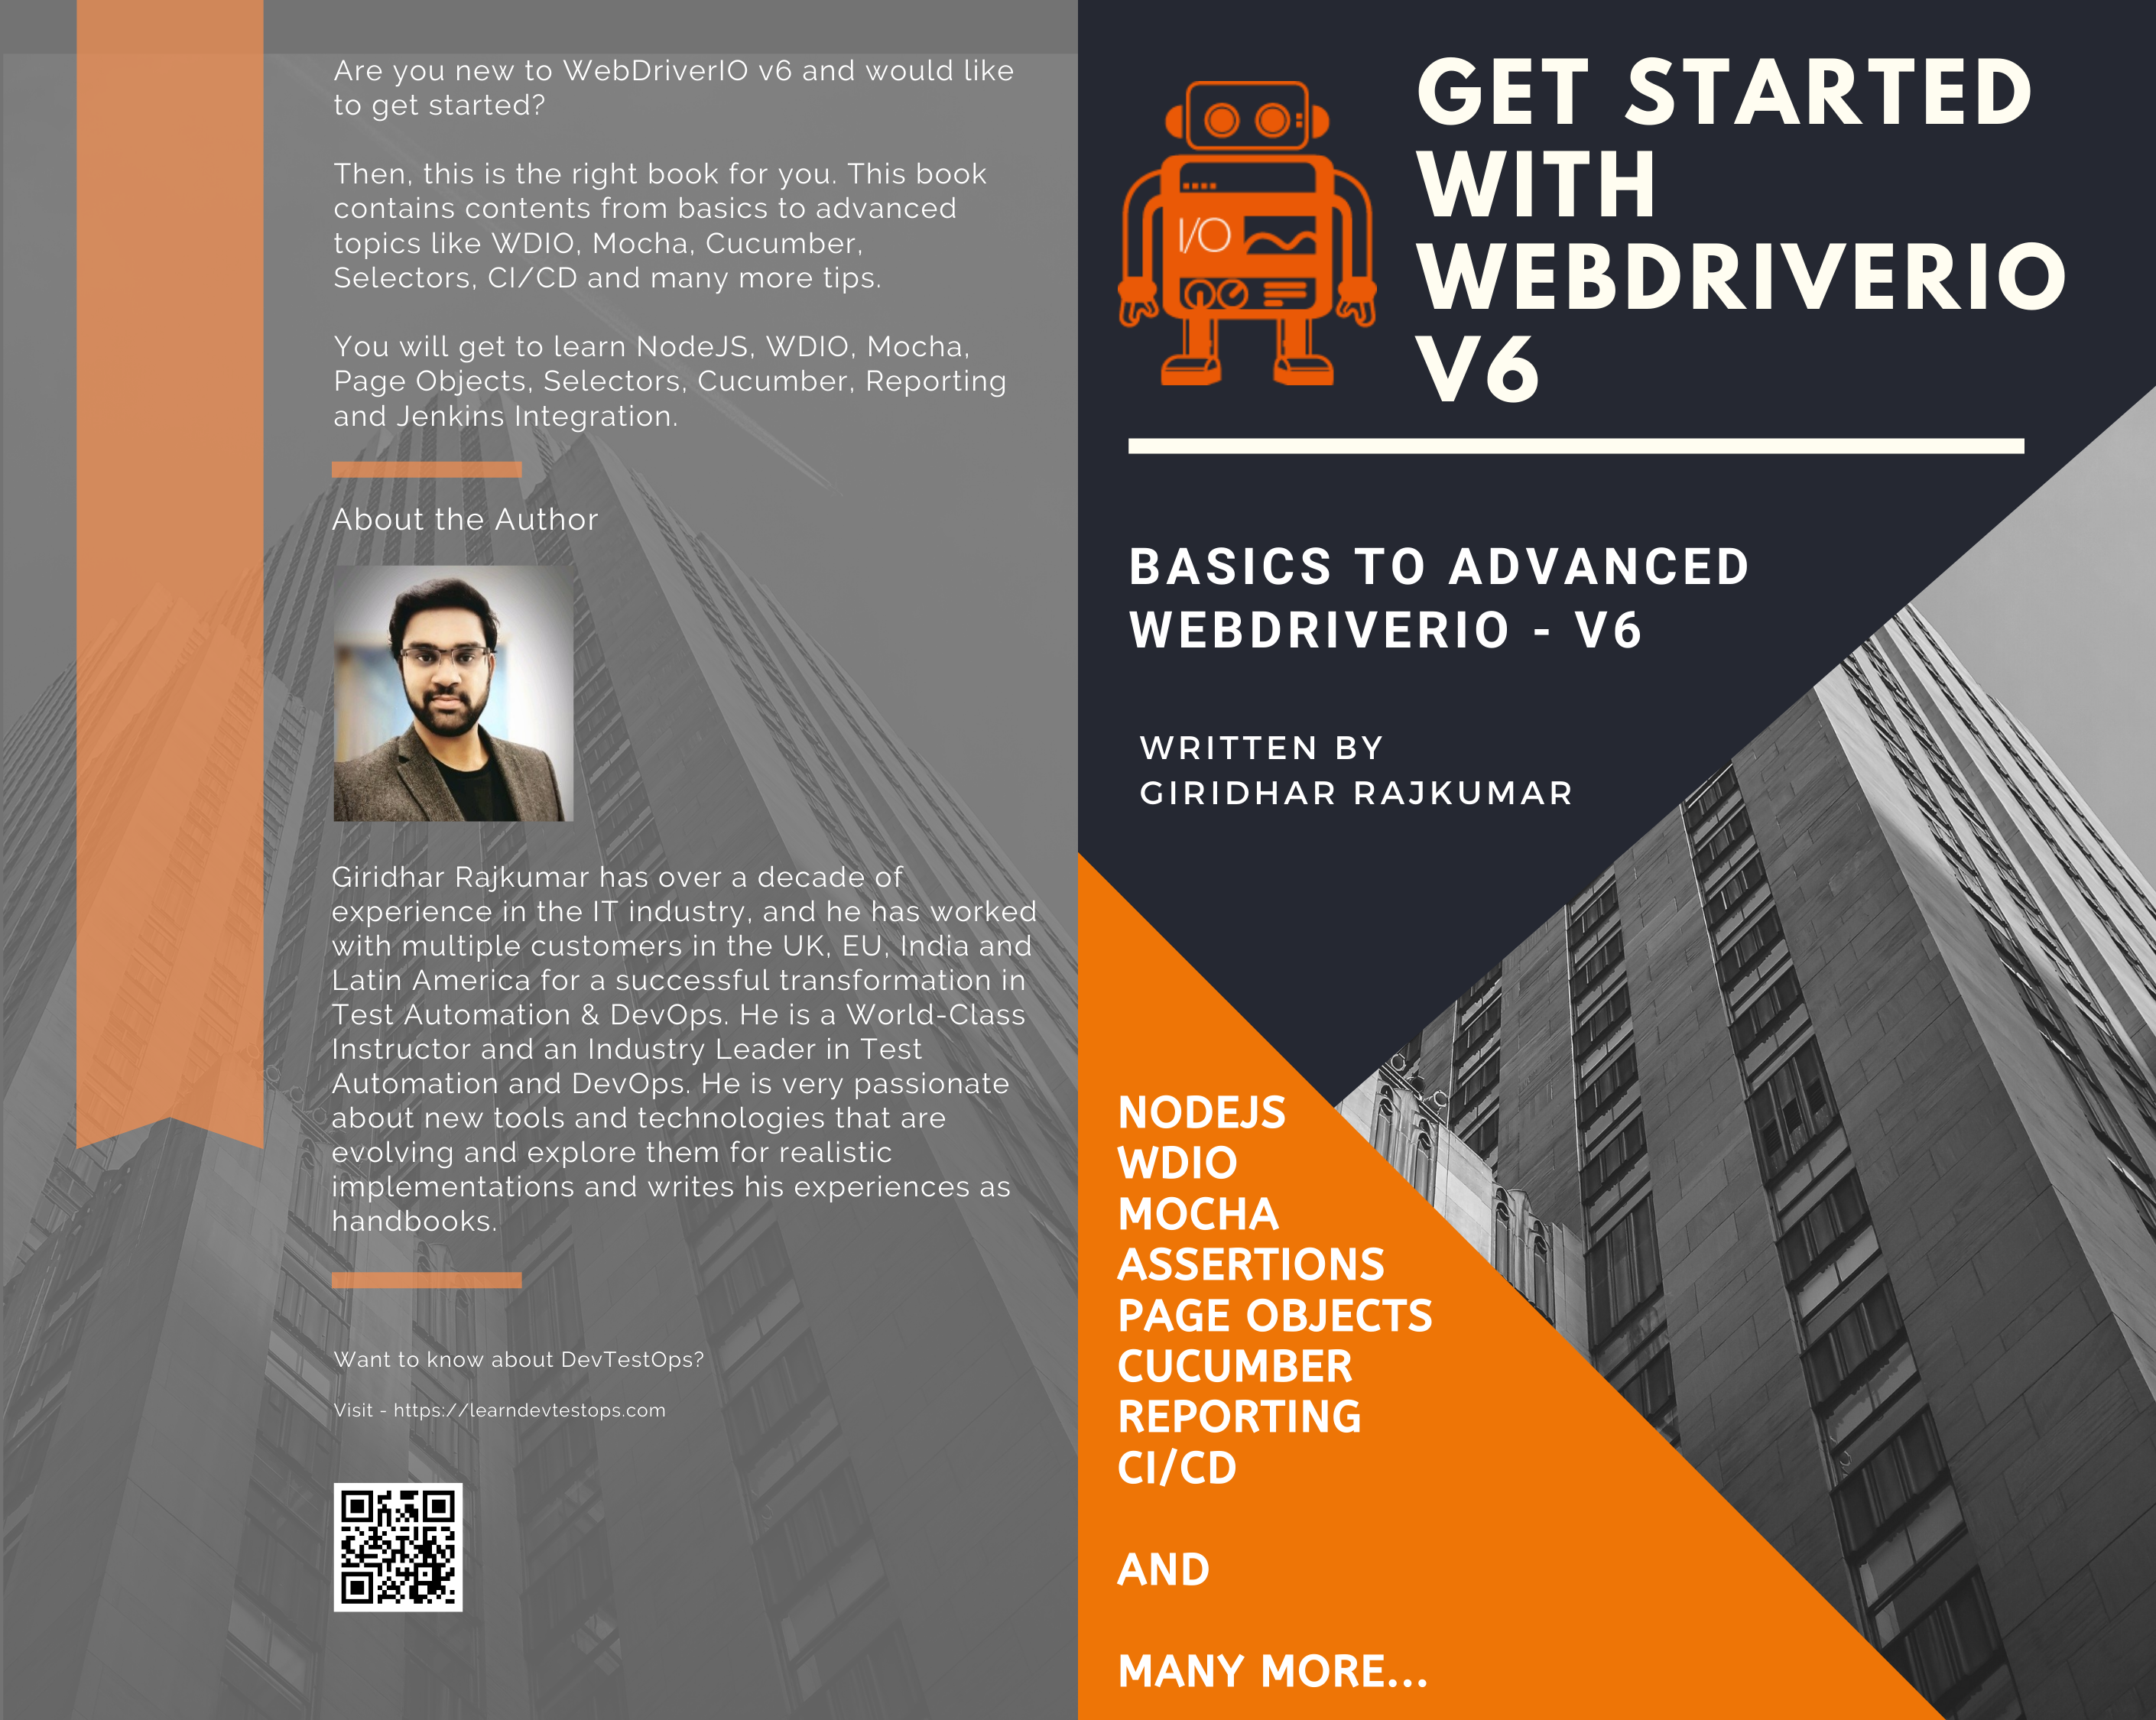 Are you new to WebDriverIO v6 and would like
to get started?
Then, this is the right book for you. This book
contains contents from basics to advanced
topics like WDIO, Mocha, Cucumber,
Selectors, CI/CD and many more tips.
You will get to learn NodeJS, WDIO, Mocha,
Page Objects, Selectors, Cucumber, Reporting
and Jenkins Integration.
About the Author
Giridhar Rajkumar has over a decade of
experience in the IT industry, and he has worked
with multiple customers in the UK, EU, India and
Latin America for a successful transformation in
Test Automation & DevOps. He is a World-Class
Instructor and an Industry Leader in Test
Automation and DevOps. He is very passionate
about new tools and technologies that are
evolving and explore them for realistic
implementations and writes his experiences as
handbooks.
Want to know about DevTestOps?
Visit - https://learndevtestops.com
I/O
GET STARTED
WITH
WEBDRIVERIO
V6
BASICS TO ADVANCED
WEBDRIVERIO - V6
WRITTEN BY
GIRIDHAR RAJKUMAR
NODEJS
WDIO
MOCHA
ASSERTIONS
PAGE OBJECTS
CUCUMBER
REPORTING
CI/CD
AND
MANY MORE...